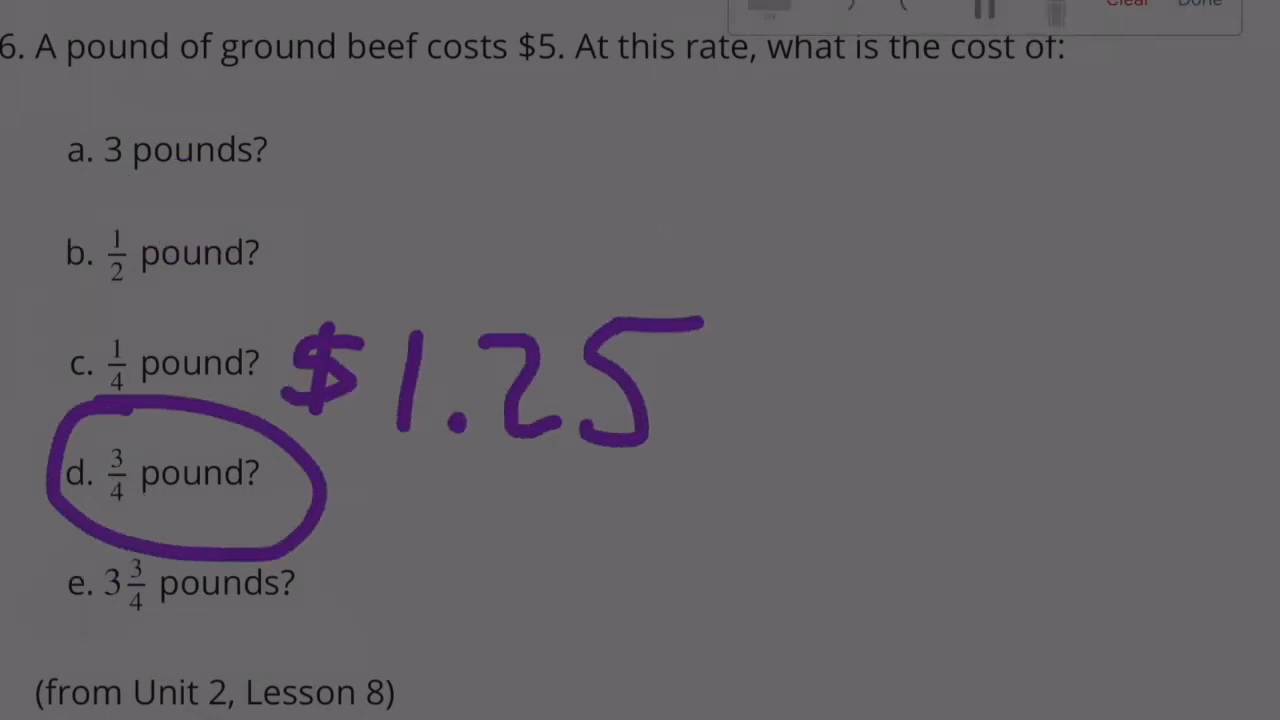 Clear Done
6. A pound of ground beef costs $5. At this rate, what is the cost of:
a. 3 pounds?
b. 1/2 pound?
c. 1/4 pound? $1.25
d. 3/4 pound?
e. 3 3/4 pounds?
(from Unit 2, Lesson 8)